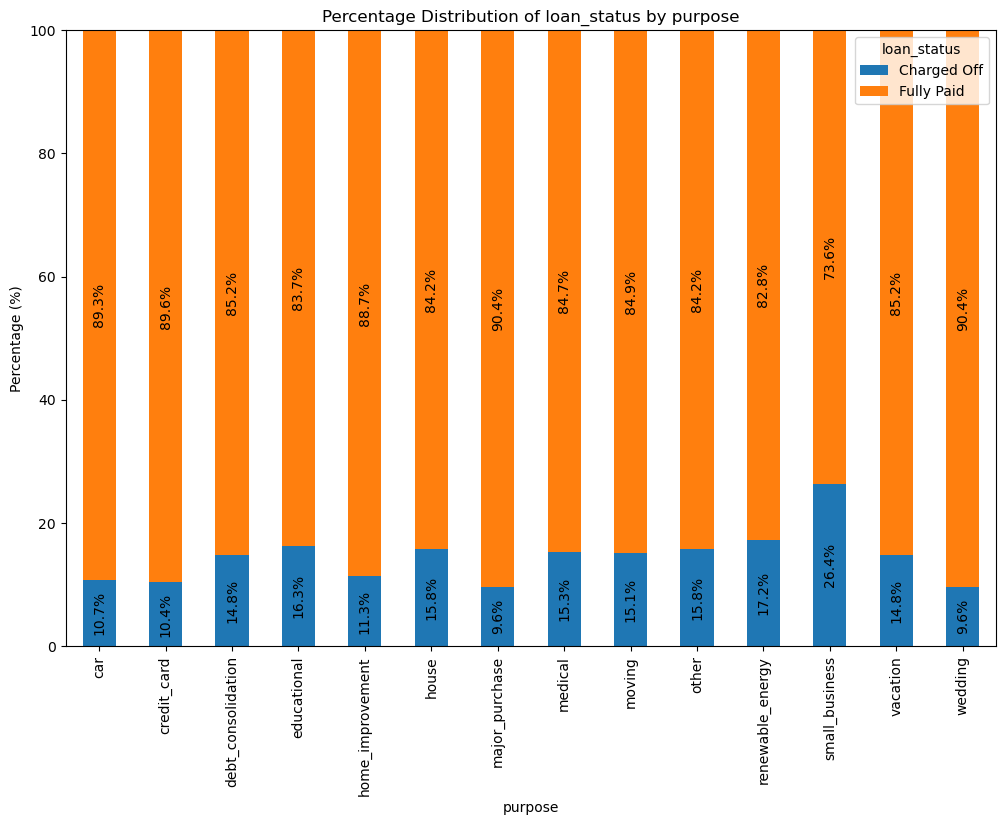 Percentage Distribution of loan_status by purpose
loan_status
Charged Off
Fully Paid
Percentage (%)
100
80
60
40
20
0
89.3%
89.6%
85.2%
83.7%
88.7%
84.2%
90.4%
84.7%
84.9%
84.2%
82.8%
73.6%
85.2%
90.4%
10.7%
10.4%
14.8%
16.3%
11.3%
15.8%
9.6%
15.3%
15.1%
15.8%
17.2%
26.4%
14.8%
9.6%
car
credit_card
debt_consolidation
educational
home_improvement
house
major_purchase
medical
moving
other
renewable_energy
small_business
vacation
wedding
purpose